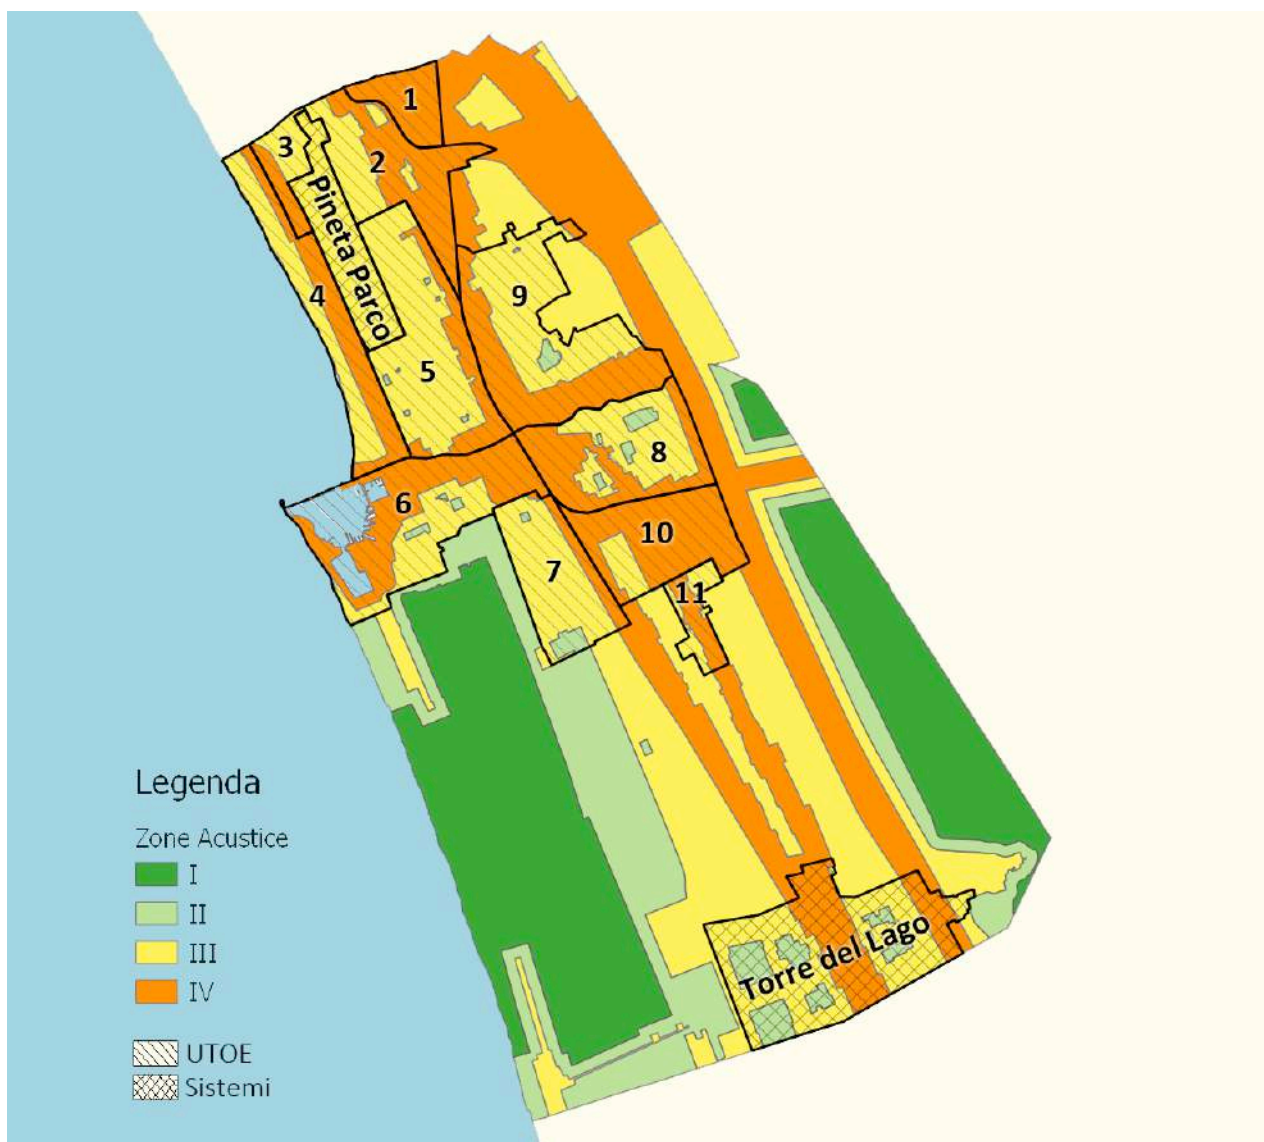 1
2
3
Pineta Parco
4
9
5
8
6
10
7
11
Torre del Lago
Legenda
Zone Acustice
I
II
III
IV
UTOE
Sistemi